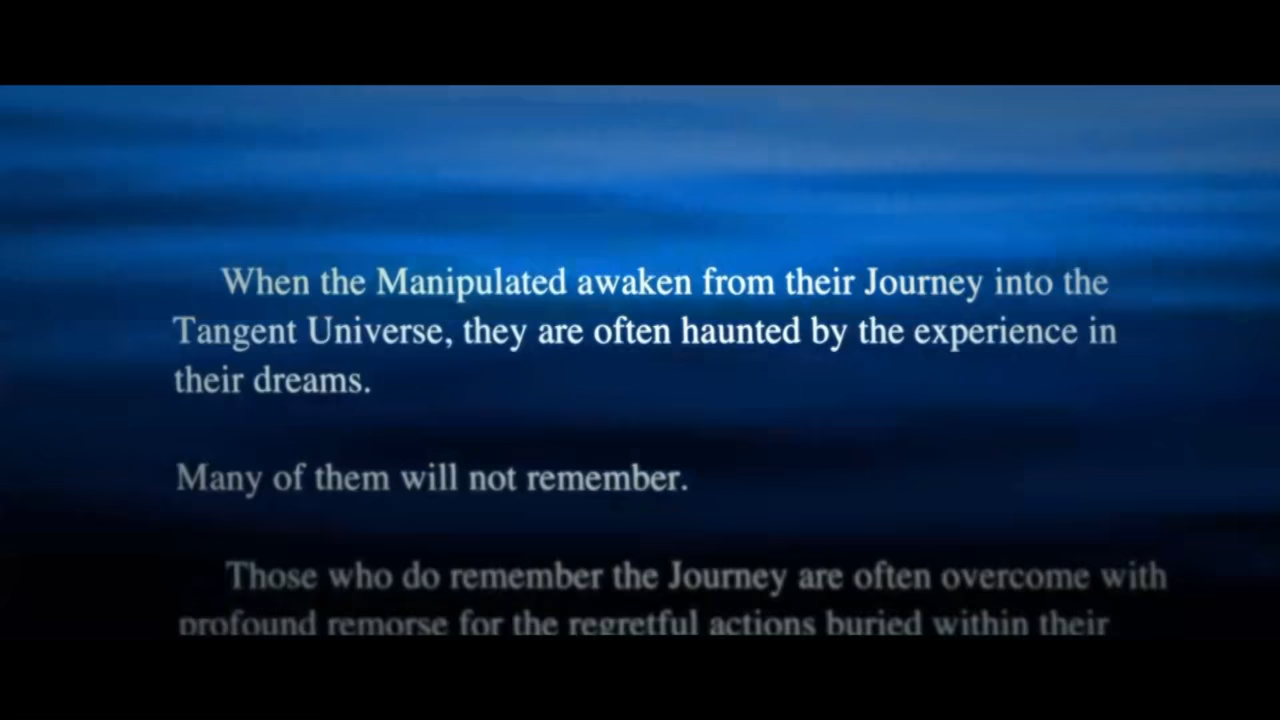 When the Manipulated awaken from their Journey into the
Tangent Universe, they are often haunted by the experience in
their dreams.
Many of them will not remember.
Those who do remember the Journey are often overcome with
profound remorse for the regretful actions buried within their